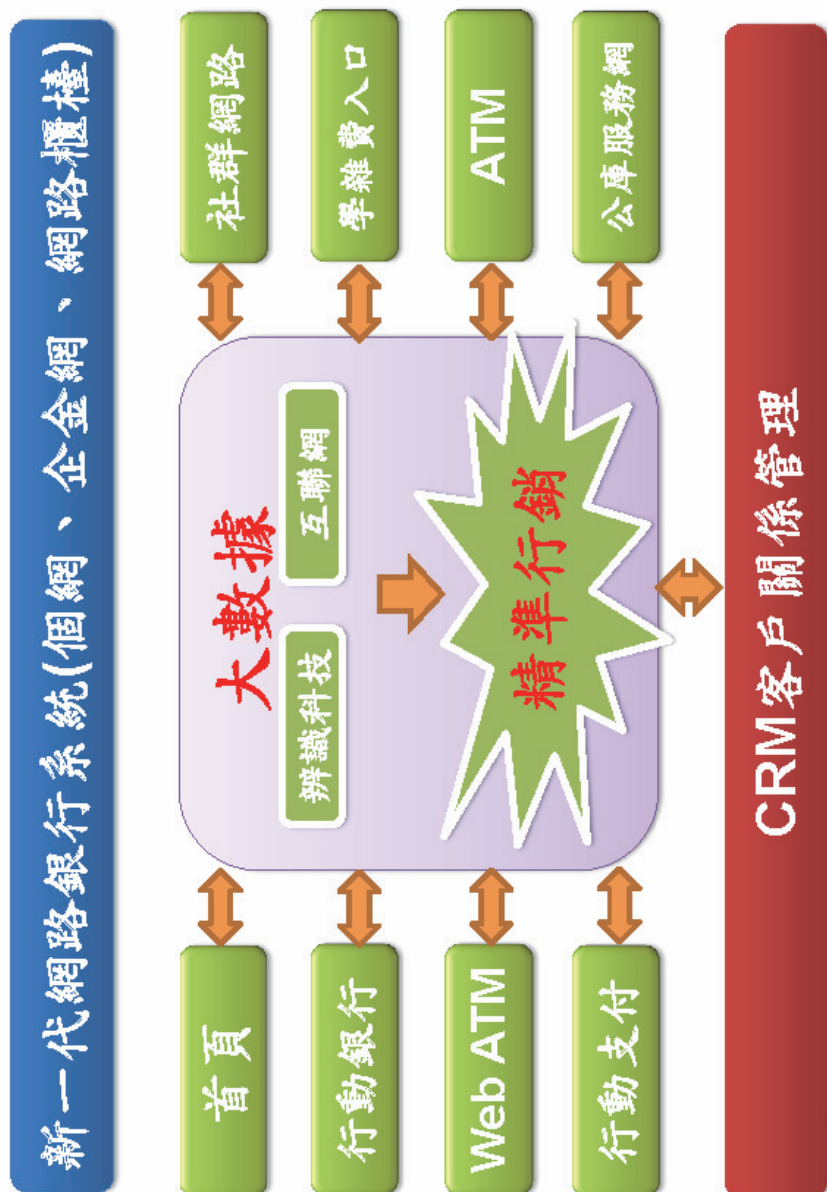 新一代網路銀行系統(個網、企金網、網路櫃檯)
首頁
行動銀行
Web ATM
行動支付
大數據
辨識科技
互聯網
精準行銷
社群網路
學雜費入口
ATM
公庫服務網
CRM客戶關係管理